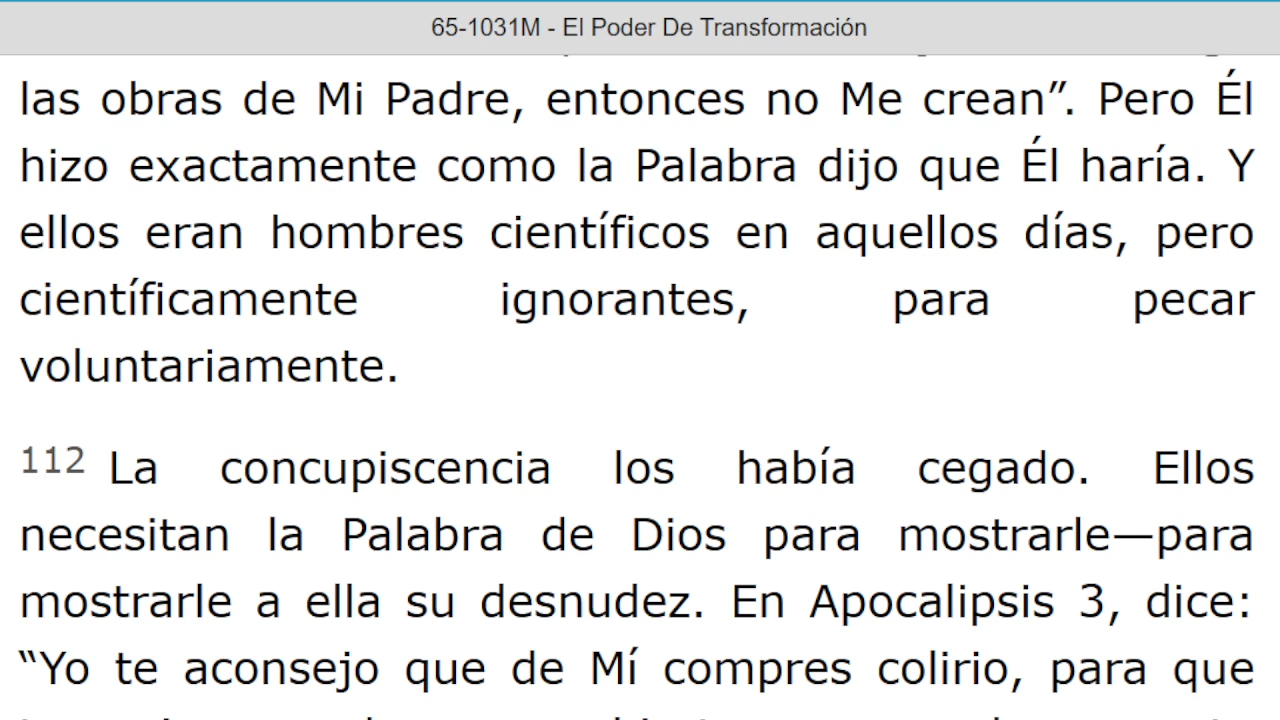 65-1031M - El Poder De Transformación
las obras de Mi Padre, entonces no Me crean”. Pero Él
hizo exactamente como la Palabra dijo que Él haría. Y
ellos eran hombres científicos en aquellos días, pero
científicamente ignorantes, para pecar
voluntariamente.
112 La concupiscencia los había cegado. Ellos
necesitan la Palabra de Dios para mostrarle—para
mostrarle a ella su desnudez. En Apocalipsis 3, dice:
“Yo te aconsejo que de Mí compres colirio, para que